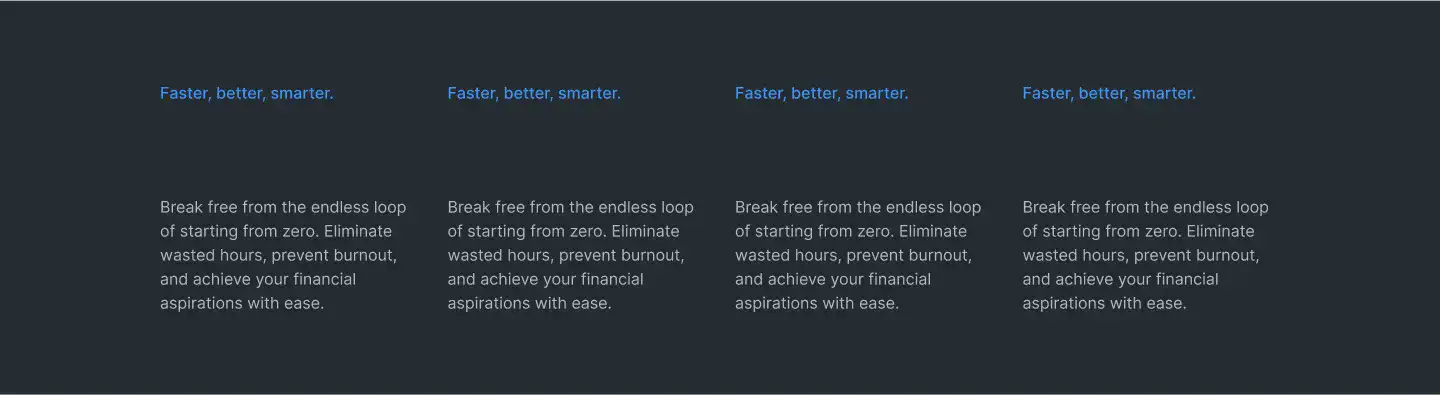 Faster, better, smarter.
Faster, better, smarter.
Faster, better, smarter.
Faster, better, smarter.
Break free from the endless loop
of starting from zero. Eliminate
wasted hours, prevent burnout,
and achieve your financial
aspirations with ease.
Break free from the endless loop
of starting from zero. Eliminate
wasted hours, prevent burnout,
and achieve your financial
aspirations with ease.
Break free from the endless loop
of starting from zero. Eliminate
wasted hours, prevent burnout,
and achieve your financial
aspirations with ease.
Break free from the endless loop
of starting from zero. Eliminate
wasted hours, prevent burnout,
and achieve your financial
aspirations with ease.